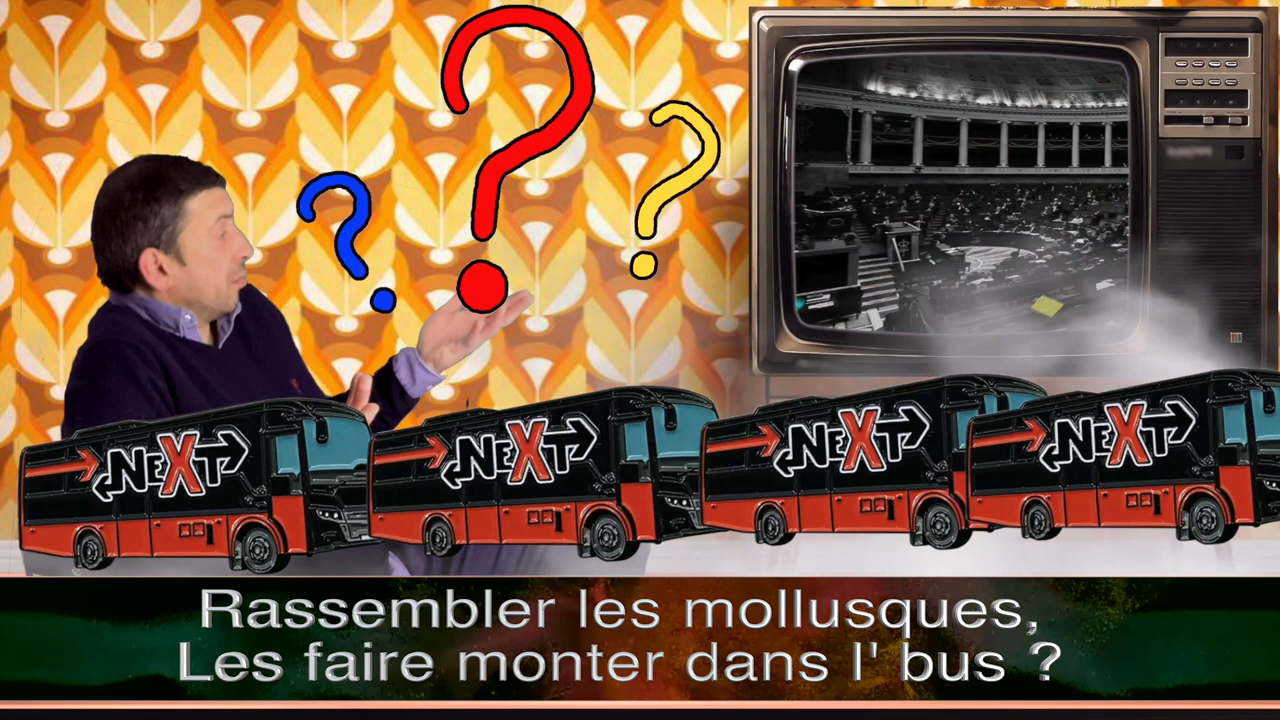 NEXT
NEXT
NEXT
NEXT
Rassembler les mollusques,
Les faire monter dans l' bus ?